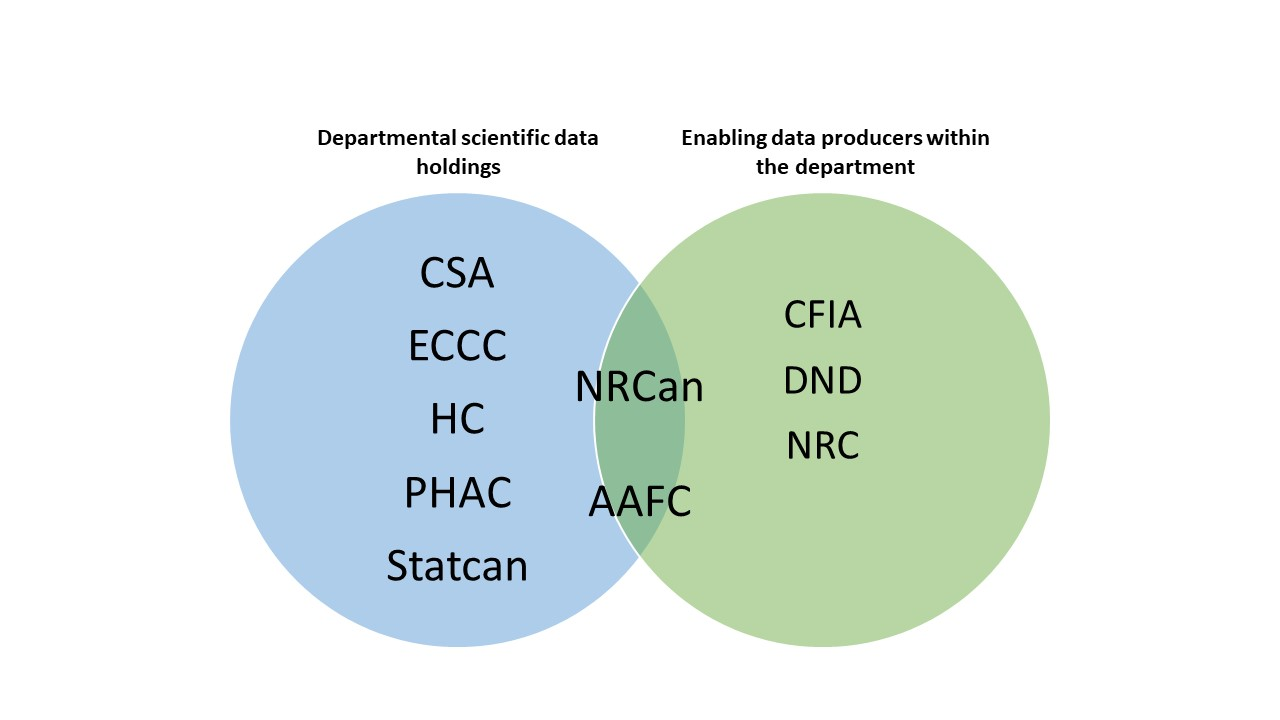 Departmental scientific data
holdings
Enabling data producers within
the department
CSA
ECCC
HC
PHAC
Statcan
NRCan
AAFC
CFIA
DND
NRC